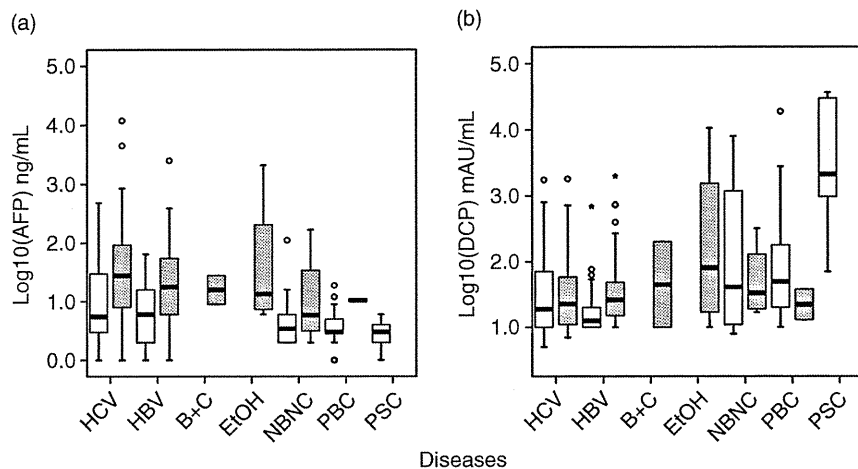 (a)
Log10(AFP) ng/mL
5.0
4.0
3.0
2.0
1.0
0.0
HCV
HBV
B+C
EtOH
NBNC
PBC
PSC
(b)
Log10(DCP) mAU/mL
5.0
4.0
3.0
2.0
1.0
HCV
HBV
B+C
EtOH
NBNC
PBC
PSC
Diseases